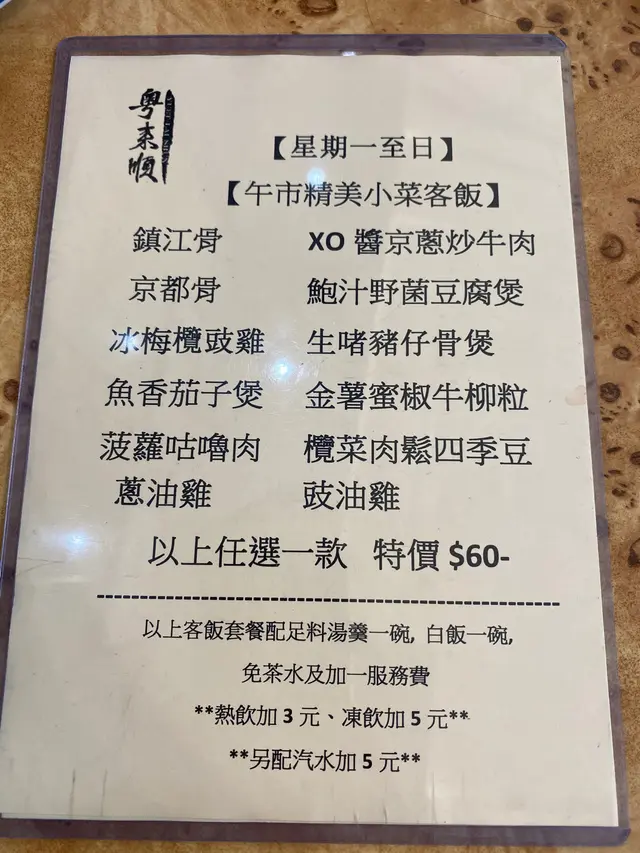 粵來順
【星期一至日】
【午市精美小菜客飯】
鎮江骨 XO 醬京蔥炒牛肉
京都骨 鮑汁野菌豆腐煲
冰梅欖豉雞 生啫豬仔骨煲
魚香茄子煲 金薯蜜椒牛柳粒
菠蘿咕嚕肉 欖菜肉鬆四季豆
蔥油雞 豉油雞
以上任選一款 特價 $60-
以上客飯套餐配足料湯羹一碗, 白飯一碗,
免茶水及加一服務費
**熱飲加 3 元、凍飲加 5 元**
**另配汽水加 5 元**